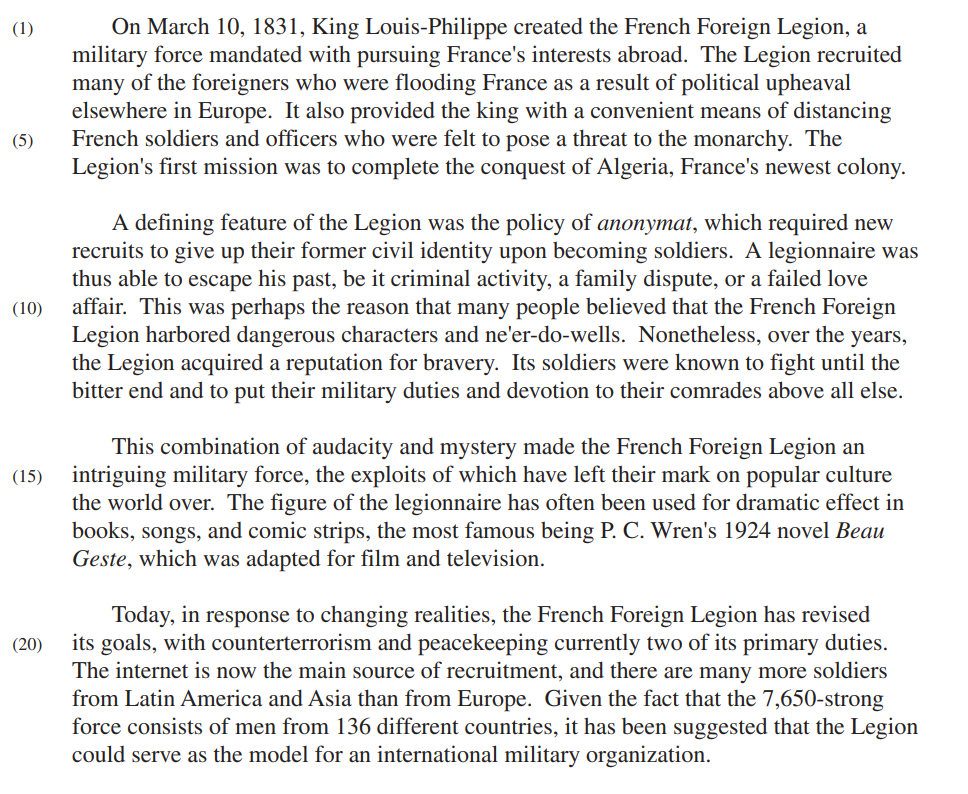 (1) On March 10, 1831, King Louis-Philippe created the French Foreign Legion, a
military force mandated with pursuing France's interests abroad. The Legion recruited
many of the foreigners who were flooding France as a result of political upheaval
elsewhere in Europe. It also provided the king with a convenient means of distancing
(5) French soldiers and officers who were felt to pose a threat to the monarchy. The
Legion's first mission was to complete the conquest of Algeria, France's newest colony.
A defining feature of the Legion was the policy of anonymat, which required new
recruits to give up their former civil identity upon becoming soldiers. A legionnaire was
thus able to escape his past, be it criminal activity, a family dispute, or a failed love
(10) affair. This was perhaps the reason that many people believed that the French Foreign
Legion harbored dangerous characters and ne'er-do-wells. Nonetheless, over the years,
the Legion acquired a reputation for bravery. Its soldiers were known to fight until the
bitter end and to put their military duties and devotion to their comrades above all else.
This combination of audacity and mystery made the French Foreign Legion an
(15) intriguing military force, the exploits of which have left their mark on popular culture
the world over. The figure of the legionnaire has often been used for dramatic effect in
books, songs, and comic strips, the most famous being P. C. Wren's 1924 novel Beau
Geste, which was adapted for film and television.
Today, in response to changing realities, the French Foreign Legion has revised
(20) its goals, with counterterrorism and peacekeeping currently two of its primary duties.
The internet is now the main source of recruitment, and there are many more soldiers
from Latin America and Asia than from Europe. Given the fact that the 7,650-strong
force consists of men from 136 different countries, it has been suggested that the Legion
could serve as the model for an international military organization.